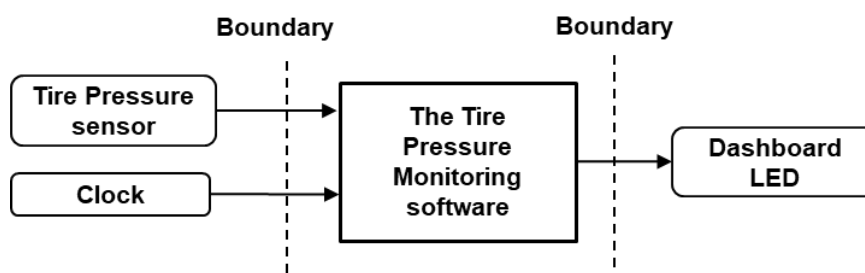 Boundary
Boundary
Tire Pressure
sensor
Clock
The Tire
Pressure
Monitoring
software
Dashboard
LED